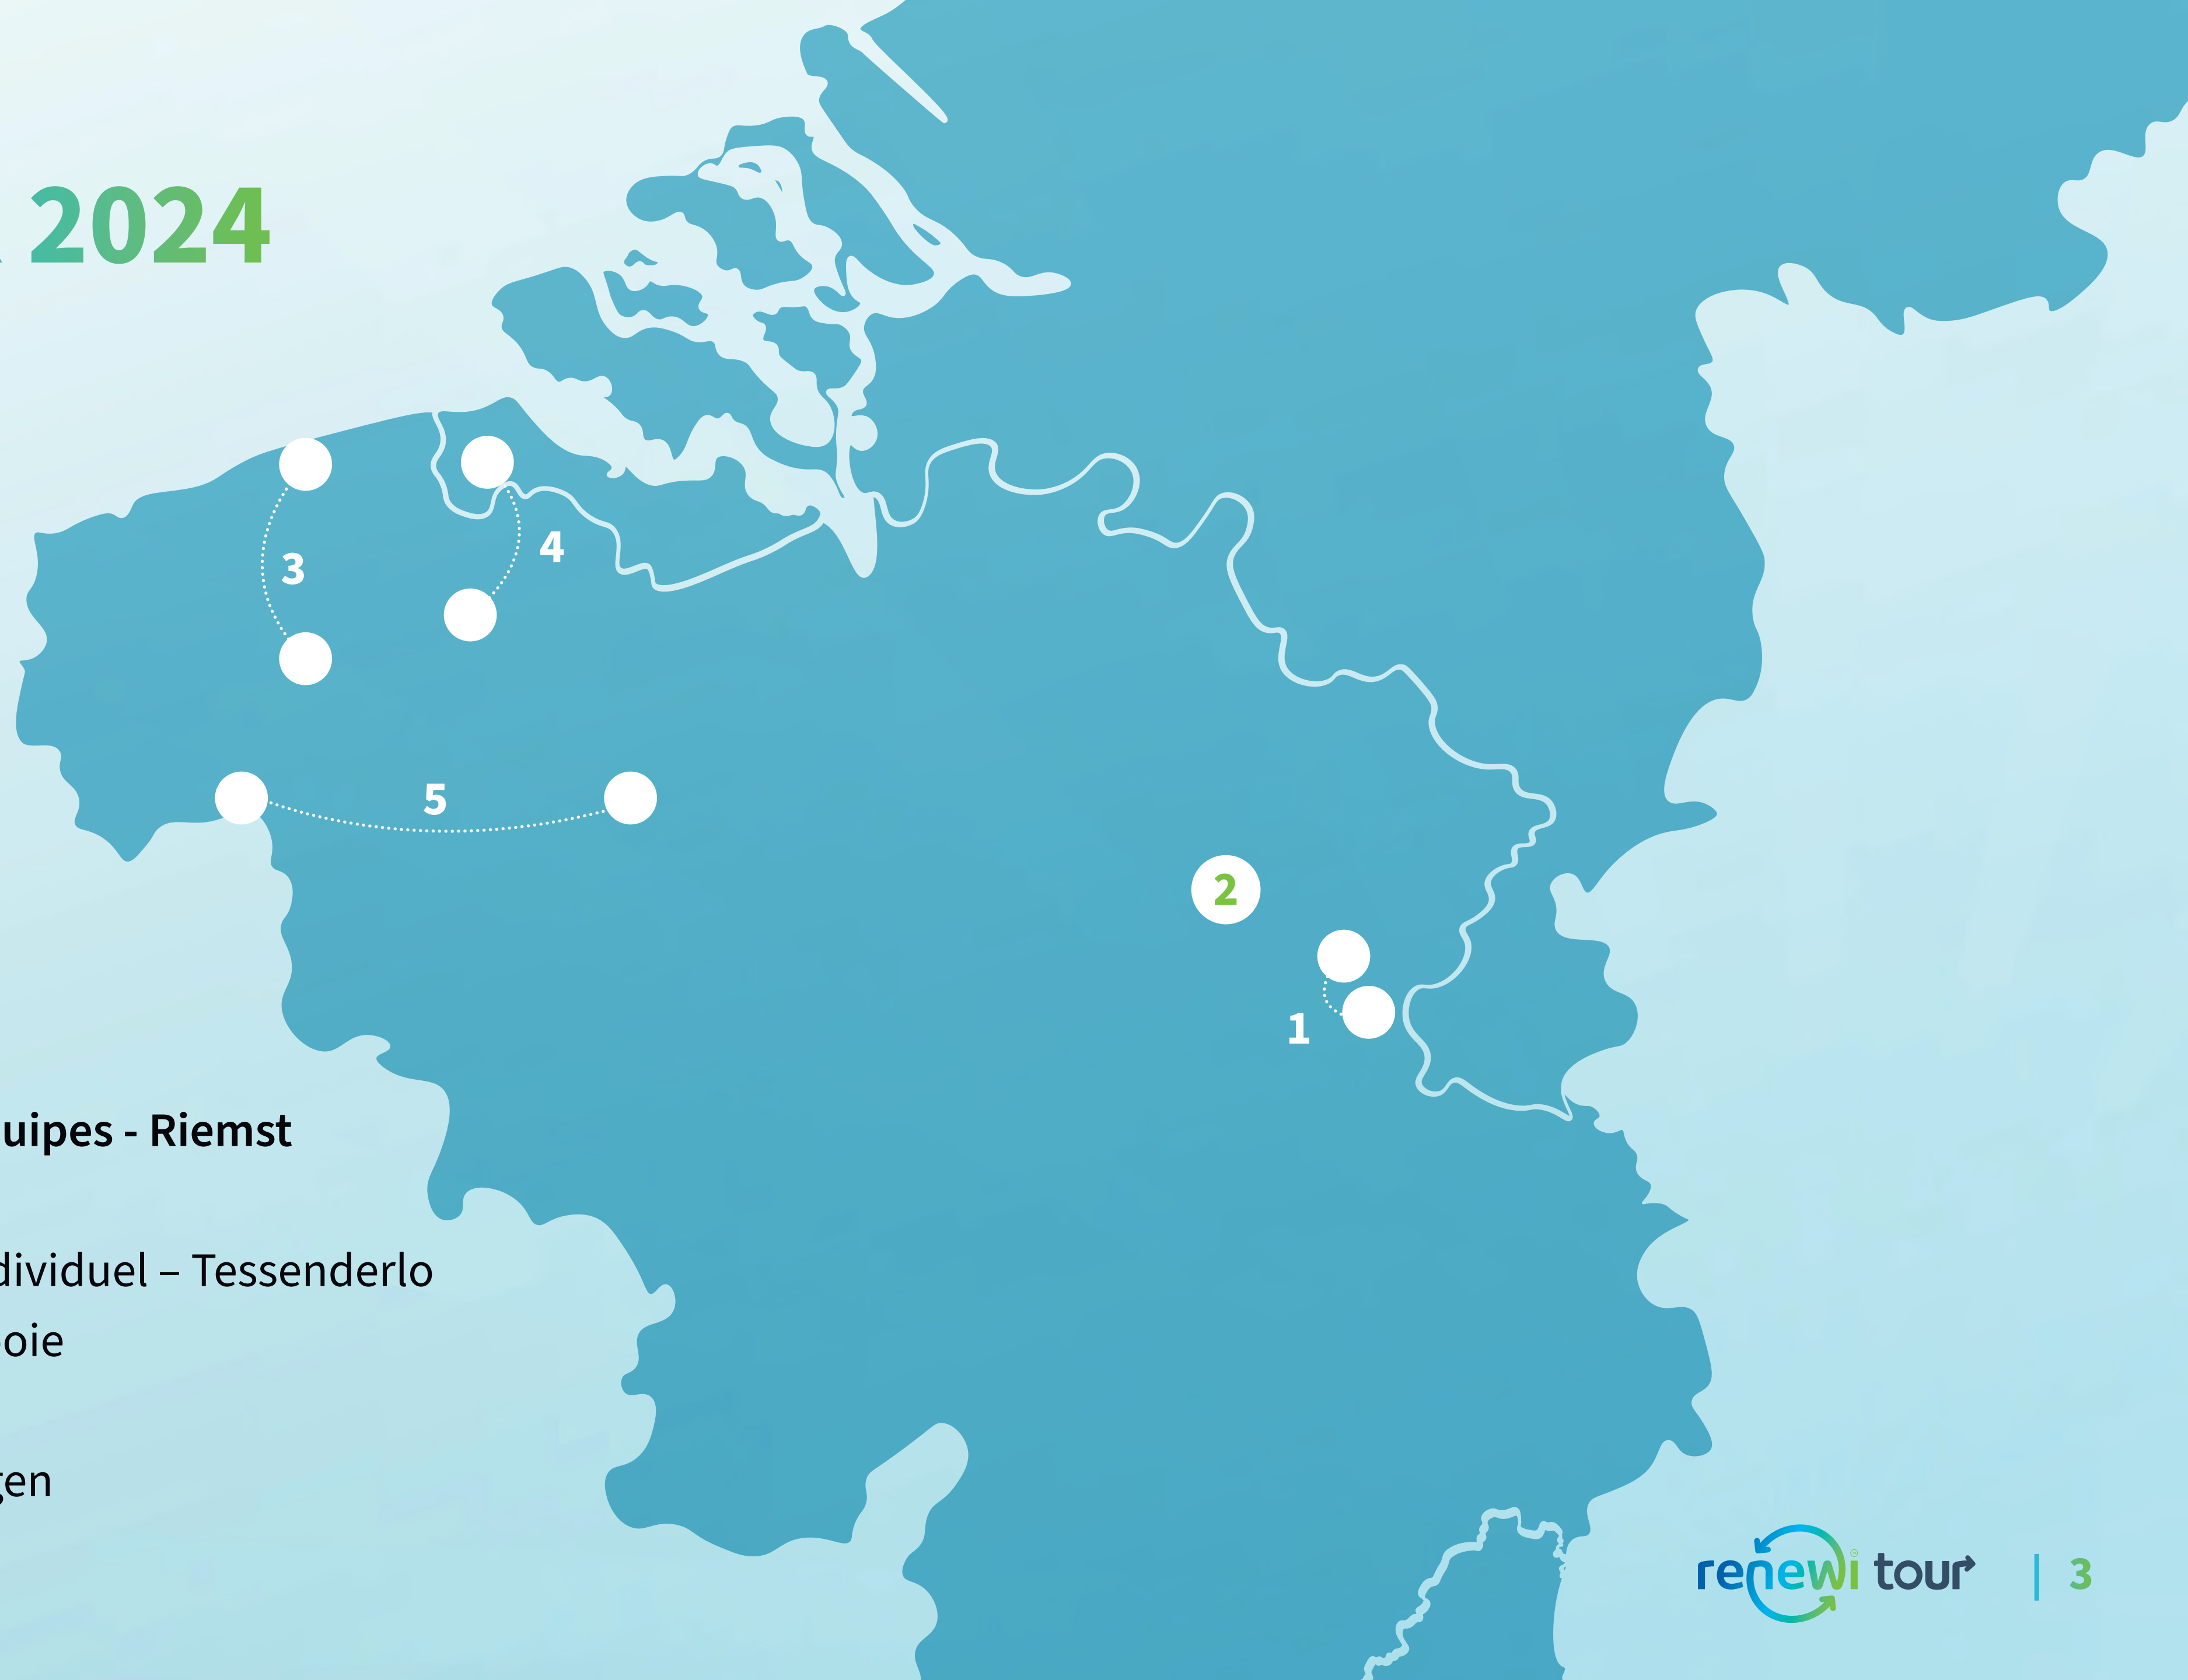 2024
3
4
5
2
1
uipes - Riemst
dividuel – Tessenderlo
oie
gen
renewi tour
| 3